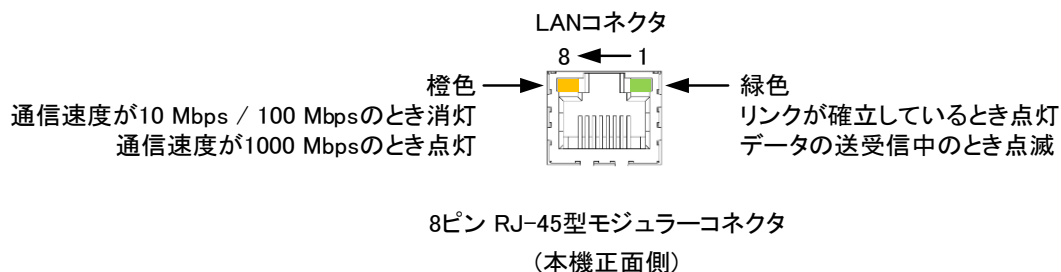 LANコネクタ
8 1
橙色
通信速度が10 Mbps / 100 Mbpsのとき消灯
通信速度が1000 Mbpsのとき点灯
緑色
リンクが確立しているとき点灯
データの送受信中のとき点滅
8ピン RJ-45型モジュラーコネクタ
(本機正面側)